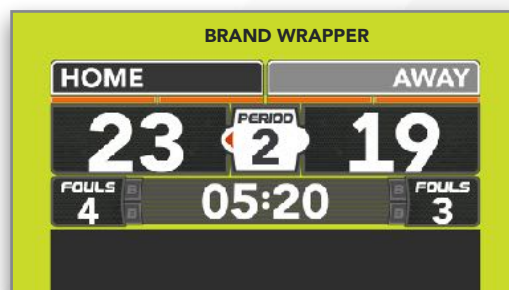 BRAND WRAPPER
HOME AWAY
PERIOD
23 2 19
FOULS B B FOULS
4 D 05:20 D 3